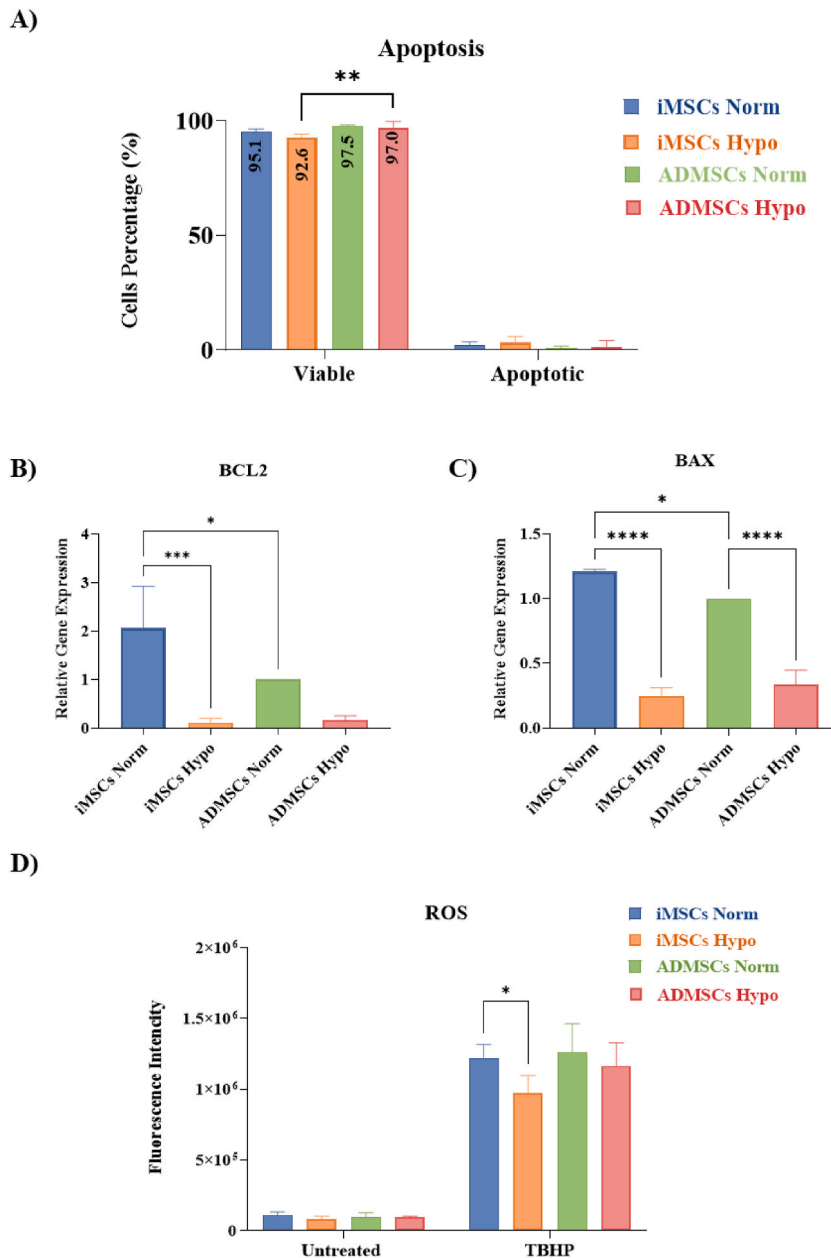 A)
Apoptosis
**
iMSCs Norm
iMSCs Hypo
ADMSCs Norm
ADMSCs Hypo
Cells Percentage (%)
100
50
0
95.1
92.6
97.5
97.0
Viable
Apoptotic
B)
BCL2
*
***
Relative Gene Expression
4
3
2
1
0
iMSCs Norm
iMSCs Hypo
ADMSCs Norm
ADMSCs Hypo
C)
BAX
*
****
****
Relative Gene Expression
1.5
1.0
0.5
0.0
iMSCs Norm
iMSCs Hypo
ADMSCs Norm
ADMSCs Hypo
D)
ROS
iMSCs Norm
iMSCs Hypo
ADMSCs Norm
ADMSCs Hypo
*
Fluorescence Intencity
2×10⁶
1.5×10⁶
1×10⁶
5×10⁵
0
Untreated
TBHP